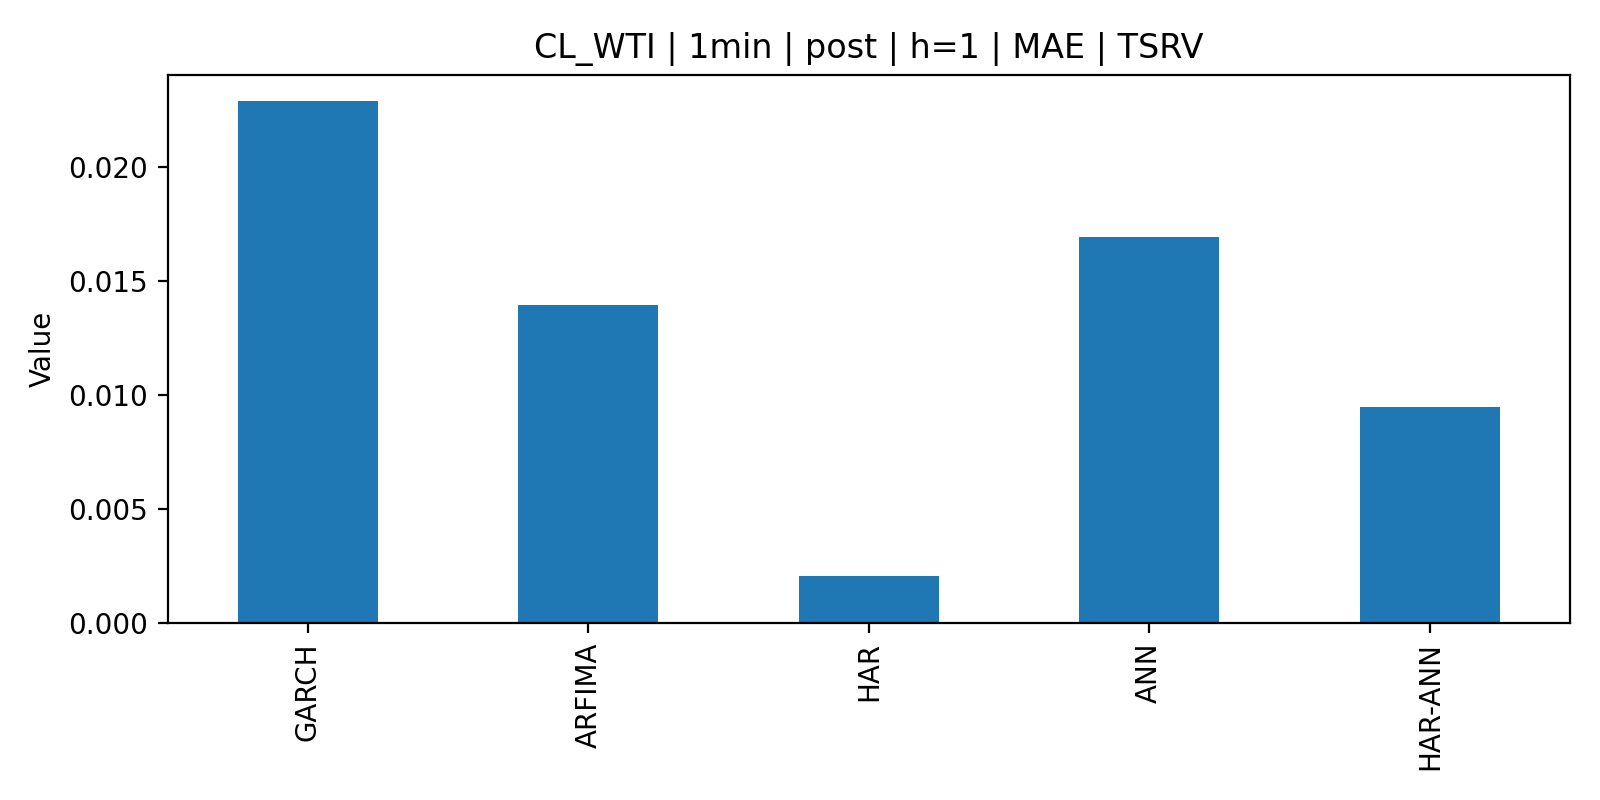 CL_WTI | 1min | post | h=1 | MAE | TSRV
Value
0.020
0.015
0.010
0.005
0.000
GARCH
ARFIMA
HAR
ANN
HAR-ANN